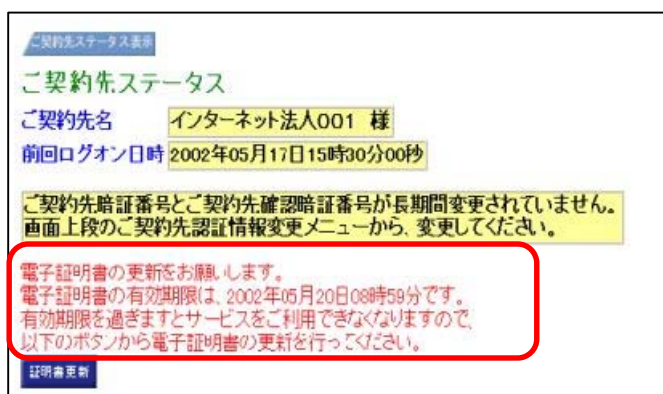 ご契約先ステータス表示
ご契約先ステータス
ご契約先名 インターネット法人001 様
前回ログオン日時 2002年05月17日15時30分00秒
ご契約先暗証番号とご契約先確認暗証番号が長期間変更されていません。
画面上段のご契約先認証情報変更メニューから、変更してください。
電子証明書の更新をお願いします。
電子証明書の有効期限は、2002年05月20日08時59分です。
有効期限を過ぎますとサービスをご利用できなくなりますので、
以下のボタンから電子証明書の更新を行ってください。
証明書更新